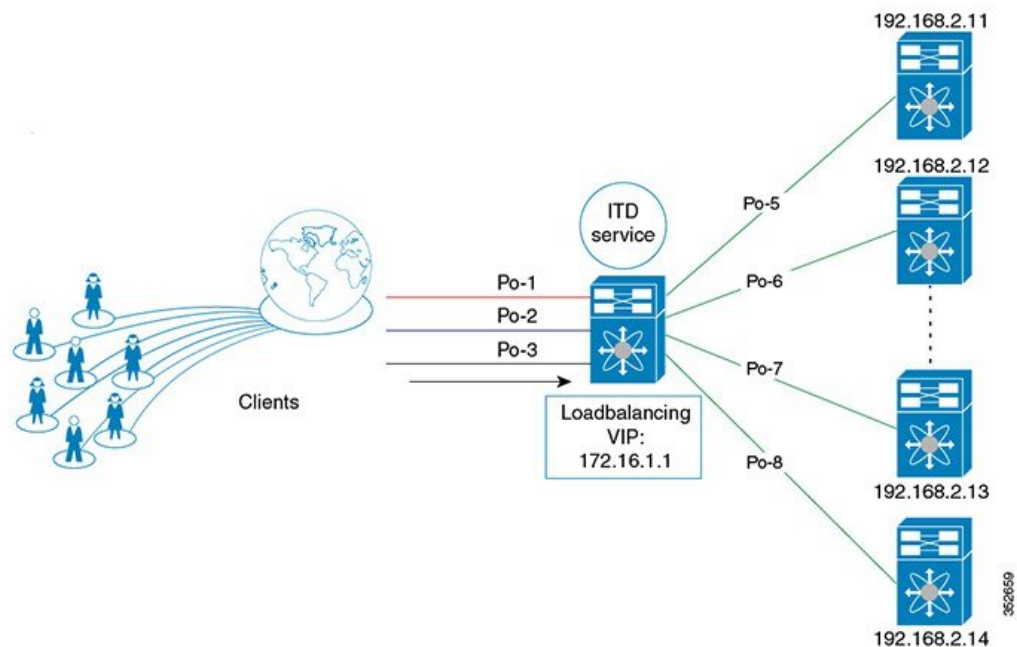 192.168.2.11
192.168.2.12
Po-5
ITD
service
Po-6
Po-1
Po-2
Po-3
Po-7
Clients
Loadbalancing
VIP:
172.16.1.1
Po-8
192.168.2.13
192.168.2.14
352659